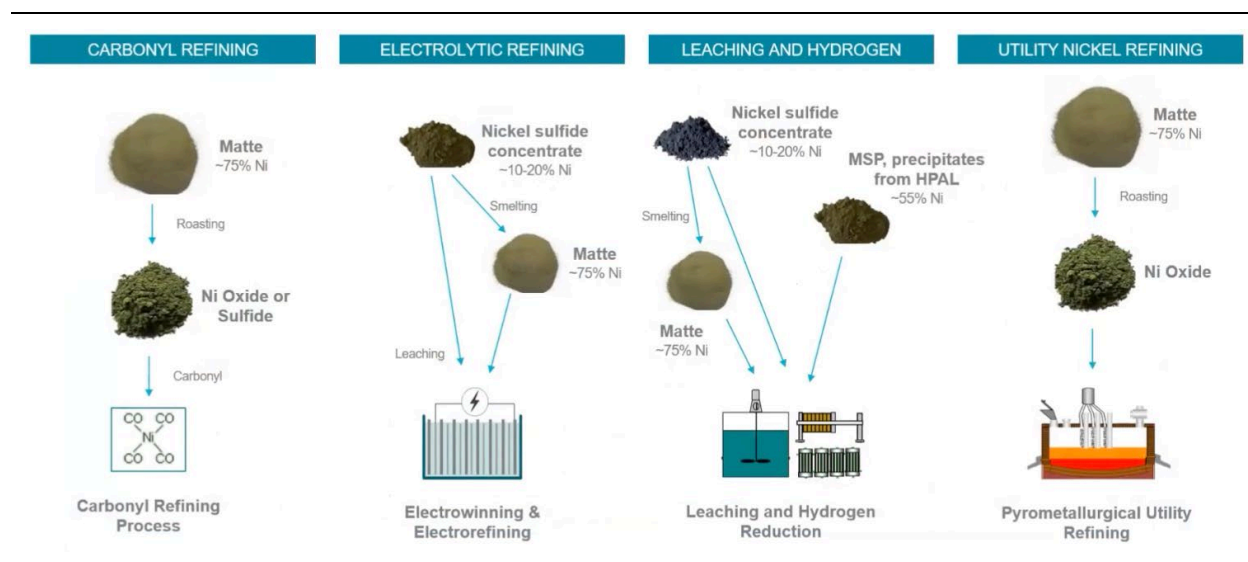 CARBONYL REFINING
Matte
~75% Ni
Roasting
Ni Oxide or
Sulfide
Carbonyl
CO CO
Ni
CO CO
Carbonyl Refining
Process
ELECTROLYTIC REFINING
Nickel sulfide
concentrate
~10-20% Ni
Smelting
Matte
~75% Ni
Leaching
Electrowinning &
Electrorefining
LEACHING AND HYDROGEN
Nickel sulfide
concentrate
~10-20% Ni
MSP, precipitates
from HPAL
~55% Ni
Smelting
Matte
~75% Ni
Leaching and Hydrogen
Reduction
UTILITY NICKEL REFINING
Matte
~75% Ni
Roasting
Ni Oxide
Pyrometallurgical Utility
Refining